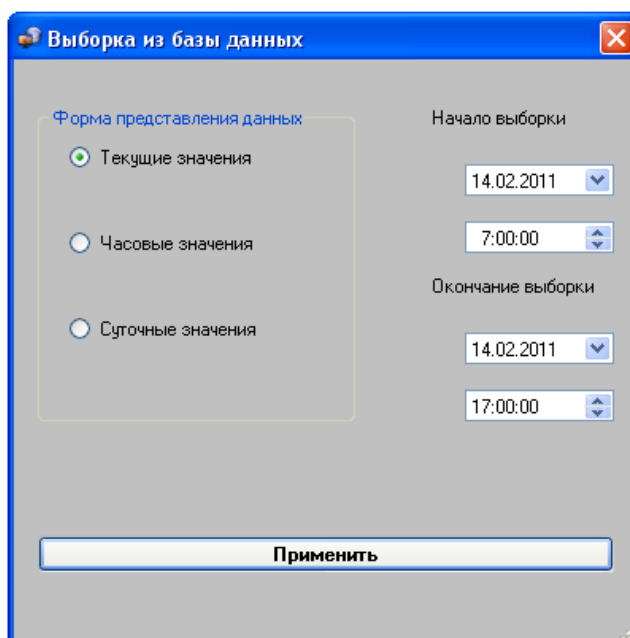 Выборка из базы данных
Форма представления данных
Текущие значения
Часовые значения
Суточные значения
Начало выборки
14.02.2011
7:00:00
Окончание выборки
14.02.2011
17:00:00
Применить